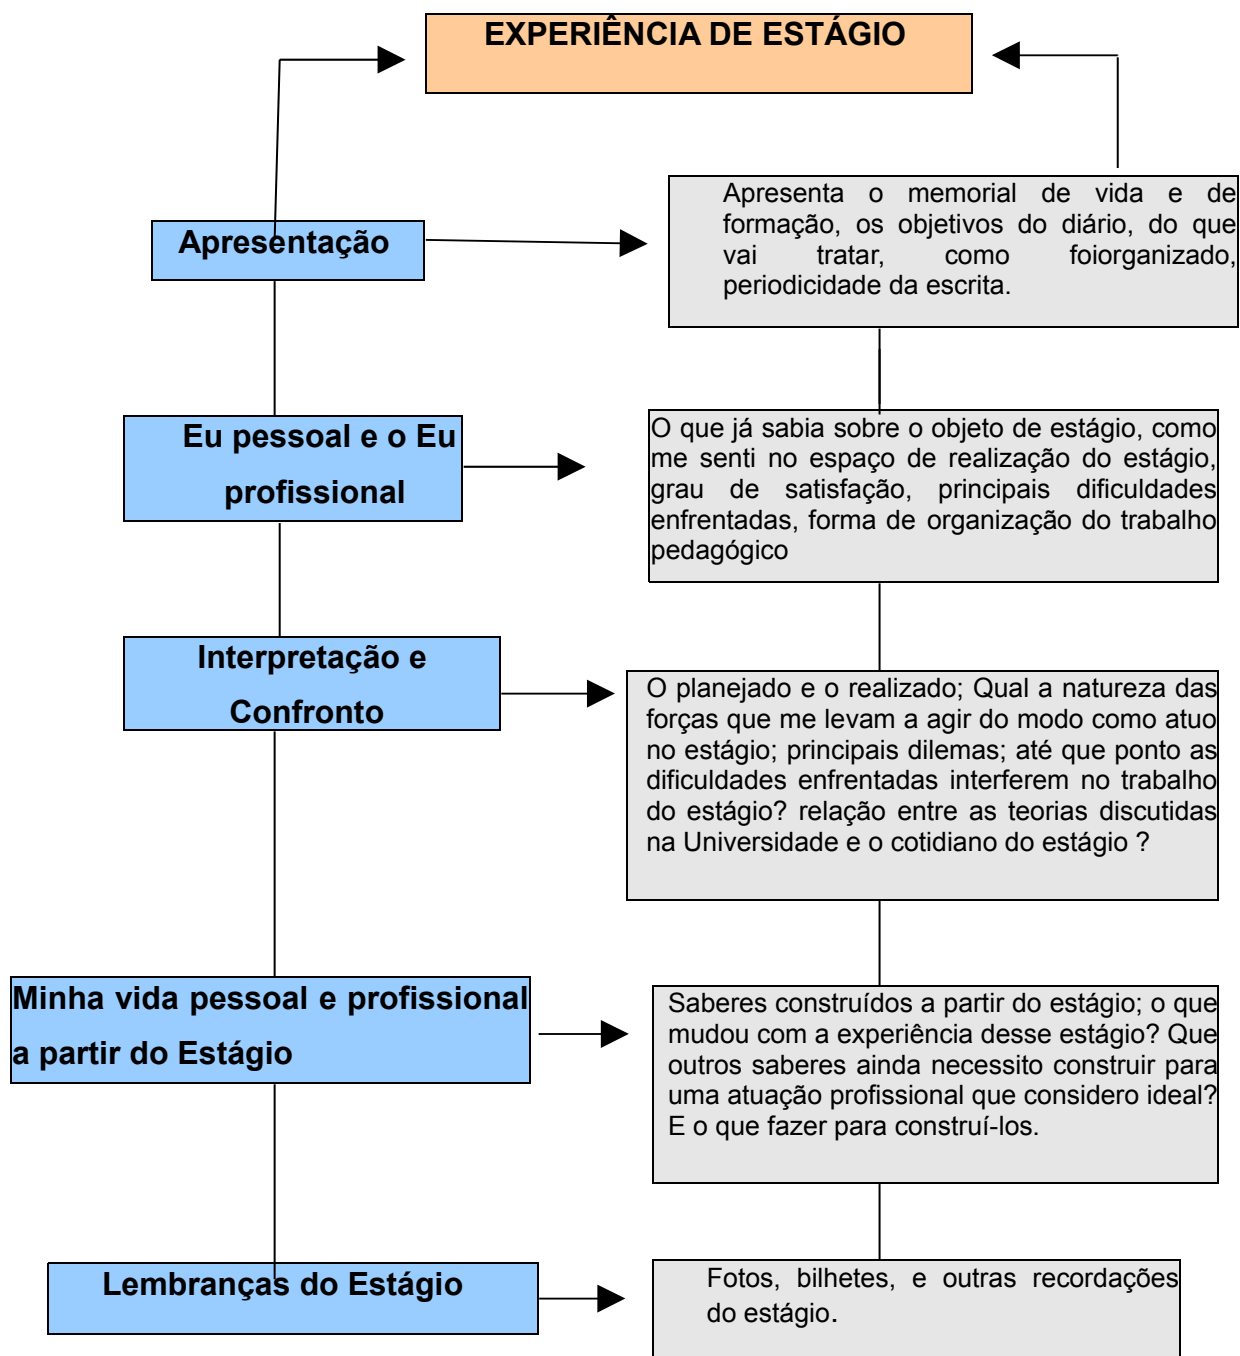 EXPERIÊNCIA DE ESTÁGIO
Apresentação
Apresenta o memorial de vida e de
formação, os objetivos do diário, do que
vai tratar, como foiorganizado,
periodicidade da escrita.
Eu pessoal e o Eu
profissional
O que já sabia sobre o objeto de estágio, como
me senti no espaço de realização do estágio,
grau de satisfação, principais dificuldades
enfrentadas, forma de organização do trabalho
pedagógico
Interpretação e
Confronto
O planejado e o realizado; Qual a natureza das
forças que me levam a agir do modo como atuo
no estágio; principais dilemas; até que ponto as
dificuldades enfrentadas interferem no trabalho
do estágio? relação entre as teorias discutidas
na Universidade e o cotidiano do estágio ?
Minha vida pessoal e profissional
a partir do Estágio
Saberes construídos a partir do estágio; o que
mudou com a experiência desse estágio? Que
outros saberes ainda necessito construir para
uma atuação profissional que considero ideal?
E o que fazer para construí-los.
Lembranças do Estágio
Fotos, bilhetes, e outras recordações
do estágio.